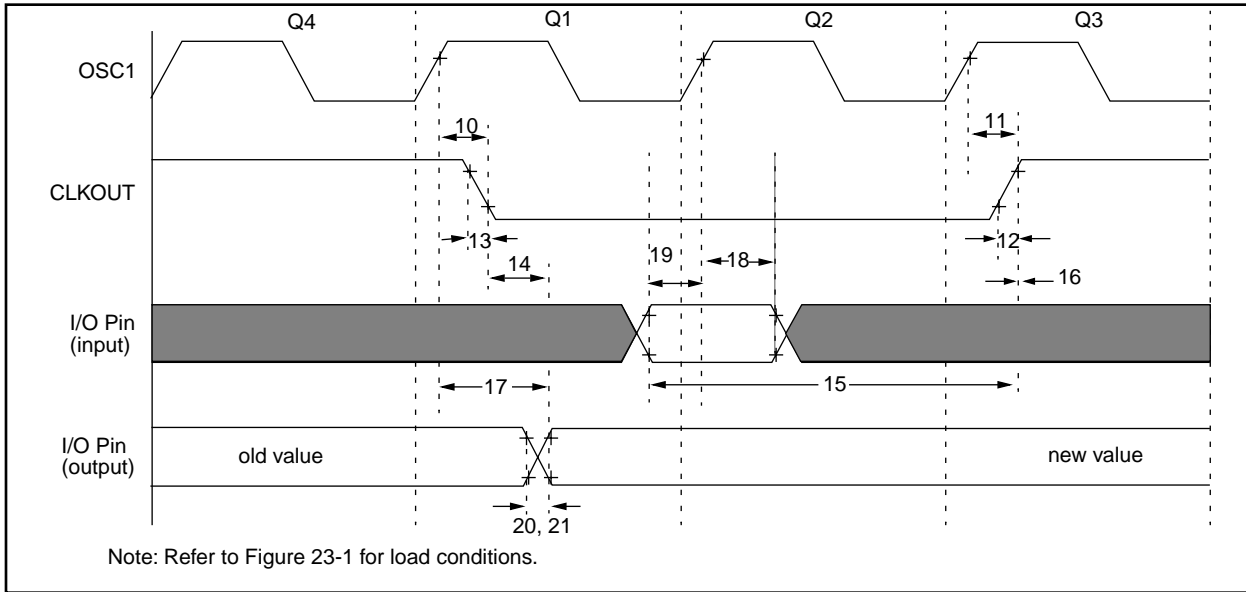 Q4 Q1 Q2 Q3
OSC1
10 11
CLKOUT
13 12
14 19 18 16
I/O Pin
(input)
17 15
I/O Pin
(output)
old value new value
20, 21
Note: Refer to Figure 23-1 for load conditions.